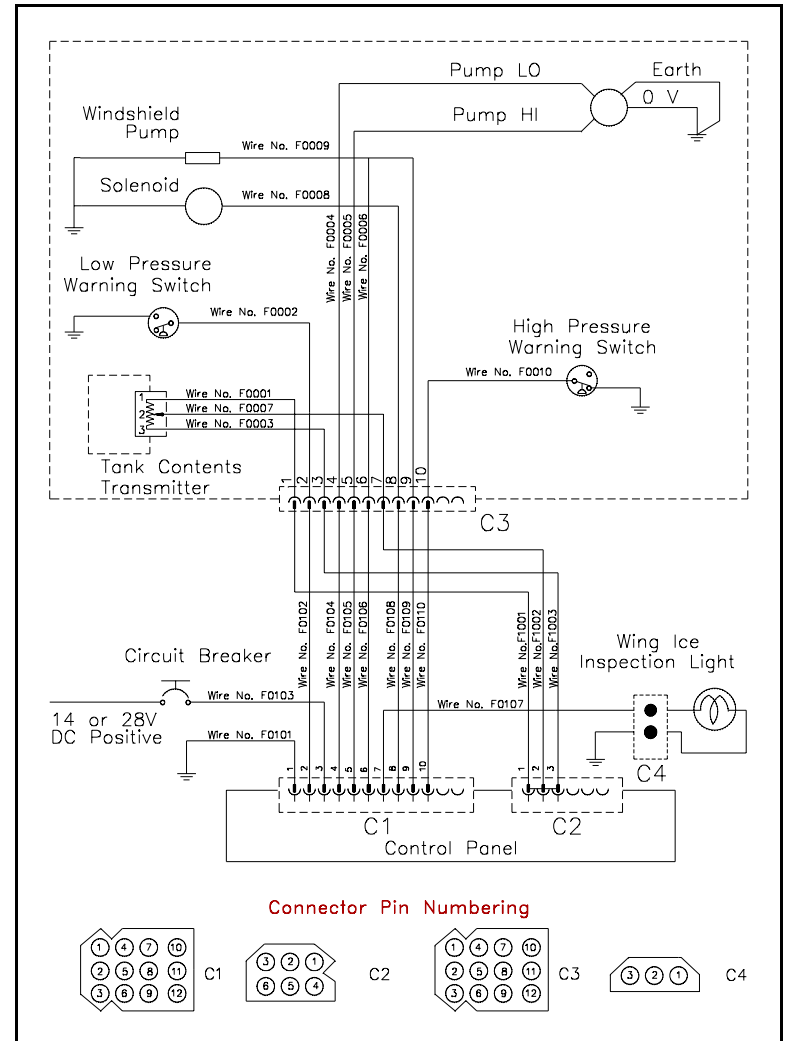 Pump LO
Earth
0 V
Pump HI
Windshield
Pump
Wire No. F0009
Solenoid
Wire No. F0008
Wire No. F0004
Wire No. F0005
Wire No. F0006
Low Pressure
Warning Switch
Wire No. F0002
High Pressure
Warning Switch
Wire No. F0010
1
2
3
Wire No. F0001
Wire No. F0007
Wire No. F0003
Tank Contents
Transmitter
1 2 3 4 5 6 7 8 9 10
C3
Wire No. F0102
Wire No. F0104
Wire No. F0105
Wire No. F0106
Wire No. F0108
Wire No. F0109
Wire No. F0110
Wire No. F1001
Wire No. F1002
Wire No. F1003
Wing Ice
Inspection Light
Circuit Breaker
Wire No. F0103
Wire No. F0107
14 or 28V
DC Positive
Wire No. F0101
C4
1 2 3 4 5 6 7 8 9 10
1 2 3
C1
C2
Control Panel
Connector Pin Numbering
1 4 7 10
2 5 8 11
3 6 9 12
C1
3 2 1
6 5 4
C2
1 4 7 10
2 5 8 11
3 6 9 12
C3
3 2 1
C4